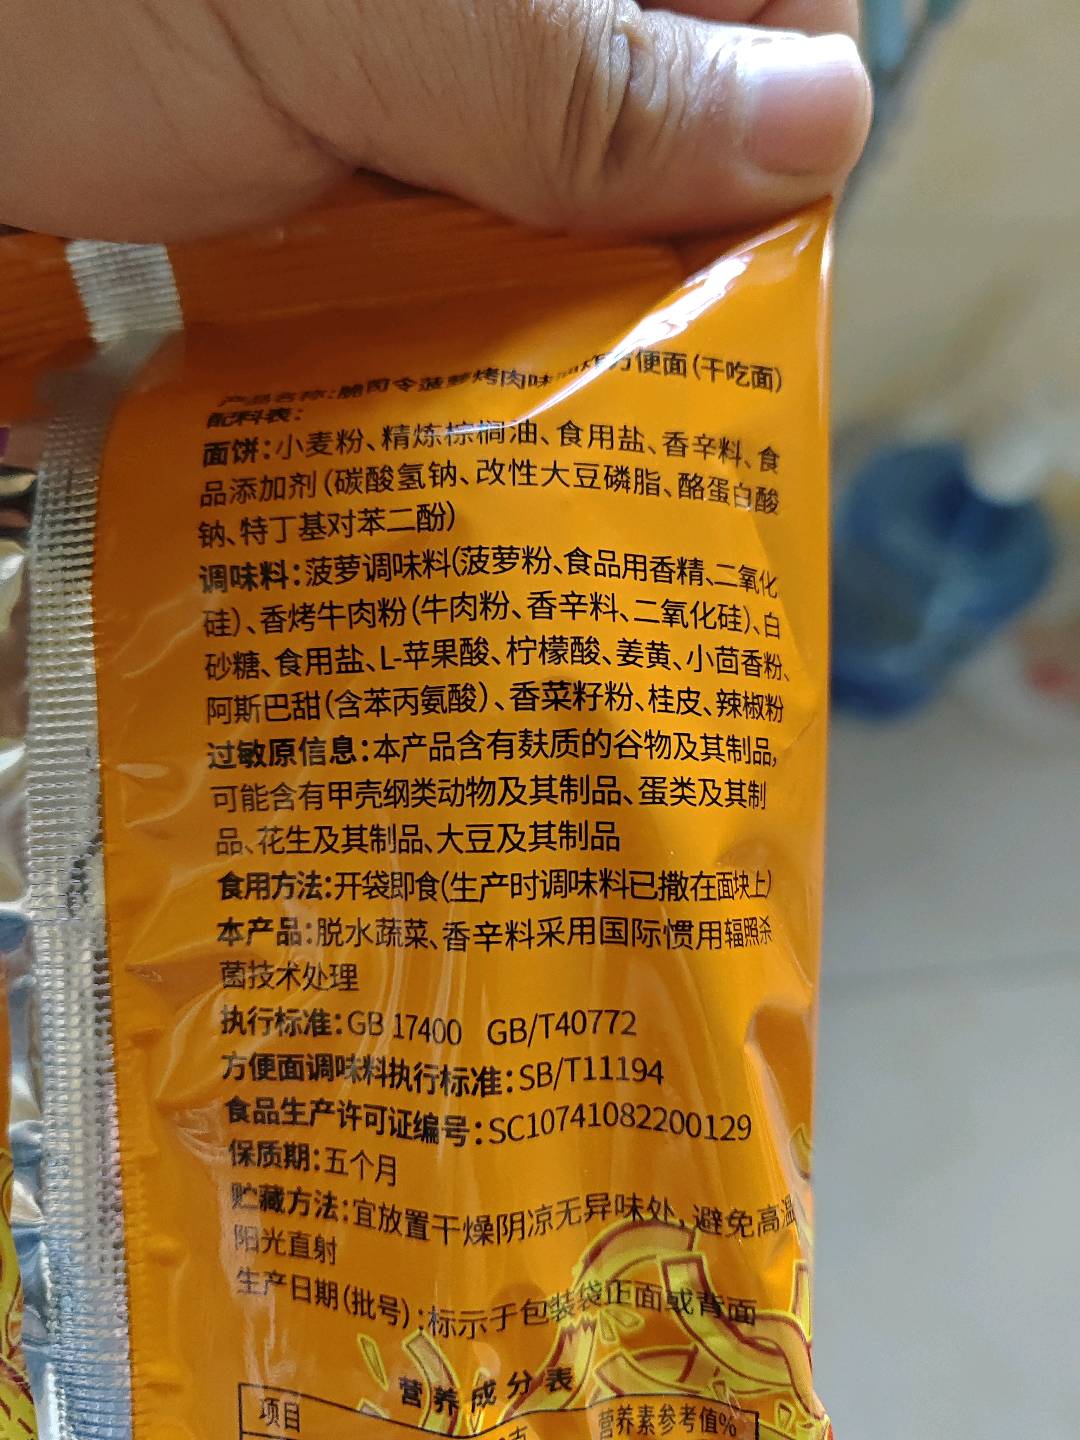 产品名称:脆司令菠萝烤肉味油炸方便面(干吃面)
配料表:
面饼:小麦粉、精炼棕榈油、食用盐、香辛料、食
品添加剂(碳酸氢钠、改性大豆磷脂、酪蛋白酸
钠、特丁基对苯二酚)
调味料:菠萝调味料(菠萝粉、食品用香精、二氧化
硅)、香烤牛肉粉(牛肉粉、香辛料、二氧化硅)、白
砂糖、食用盐、L-苹果酸、柠檬酸、姜黄、小茴香粉、
阿斯巴甜(含苯丙氨酸)、香菜籽粉、桂皮、辣椒粉
过敏原信息:本产品含有麸质的谷物及其制品,
可能含有甲壳纲类动物及其制品、蛋类及其制
品、花生及其制品、大豆及其制品
食用方法:开袋即食(生产时调味料已撒在面块上)
本产品:脱水蔬菜、香辛料采用国际惯用辐照杀
菌技术处理
执行标准:GB 17400 GB/T40772
方便面调味料执行标准:SB/T11194
食品生产许可证编号:SC10741082200129
保质期:五个月
贮藏方法:宜放置干燥阴凉无异味处,避免高温
阳光直射
生产日期(批号):标示于包装袋正面或背面
营养成分表
项目 营养素参考值%